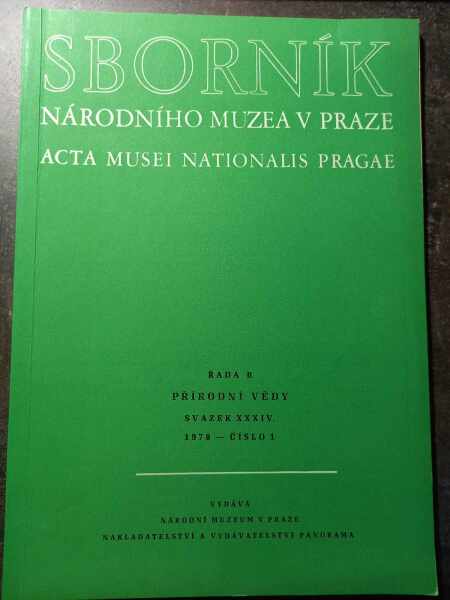 SBORNÍK
NÁRODNÍHO MUZEA V PRAZE
ACTA MUSEI NATIONALIS PRAGAE
ŘADA B
PŘÍRODNÍ VĚDY
SVAZEK XXXIV.
1978 — ČÍSLO 1
VYDÁVÁ
NÁRODNÍ MUZEUM V PRAZE
NAKLADATELSTVÍ A VYDAVATELSTVÍ PANORAMA